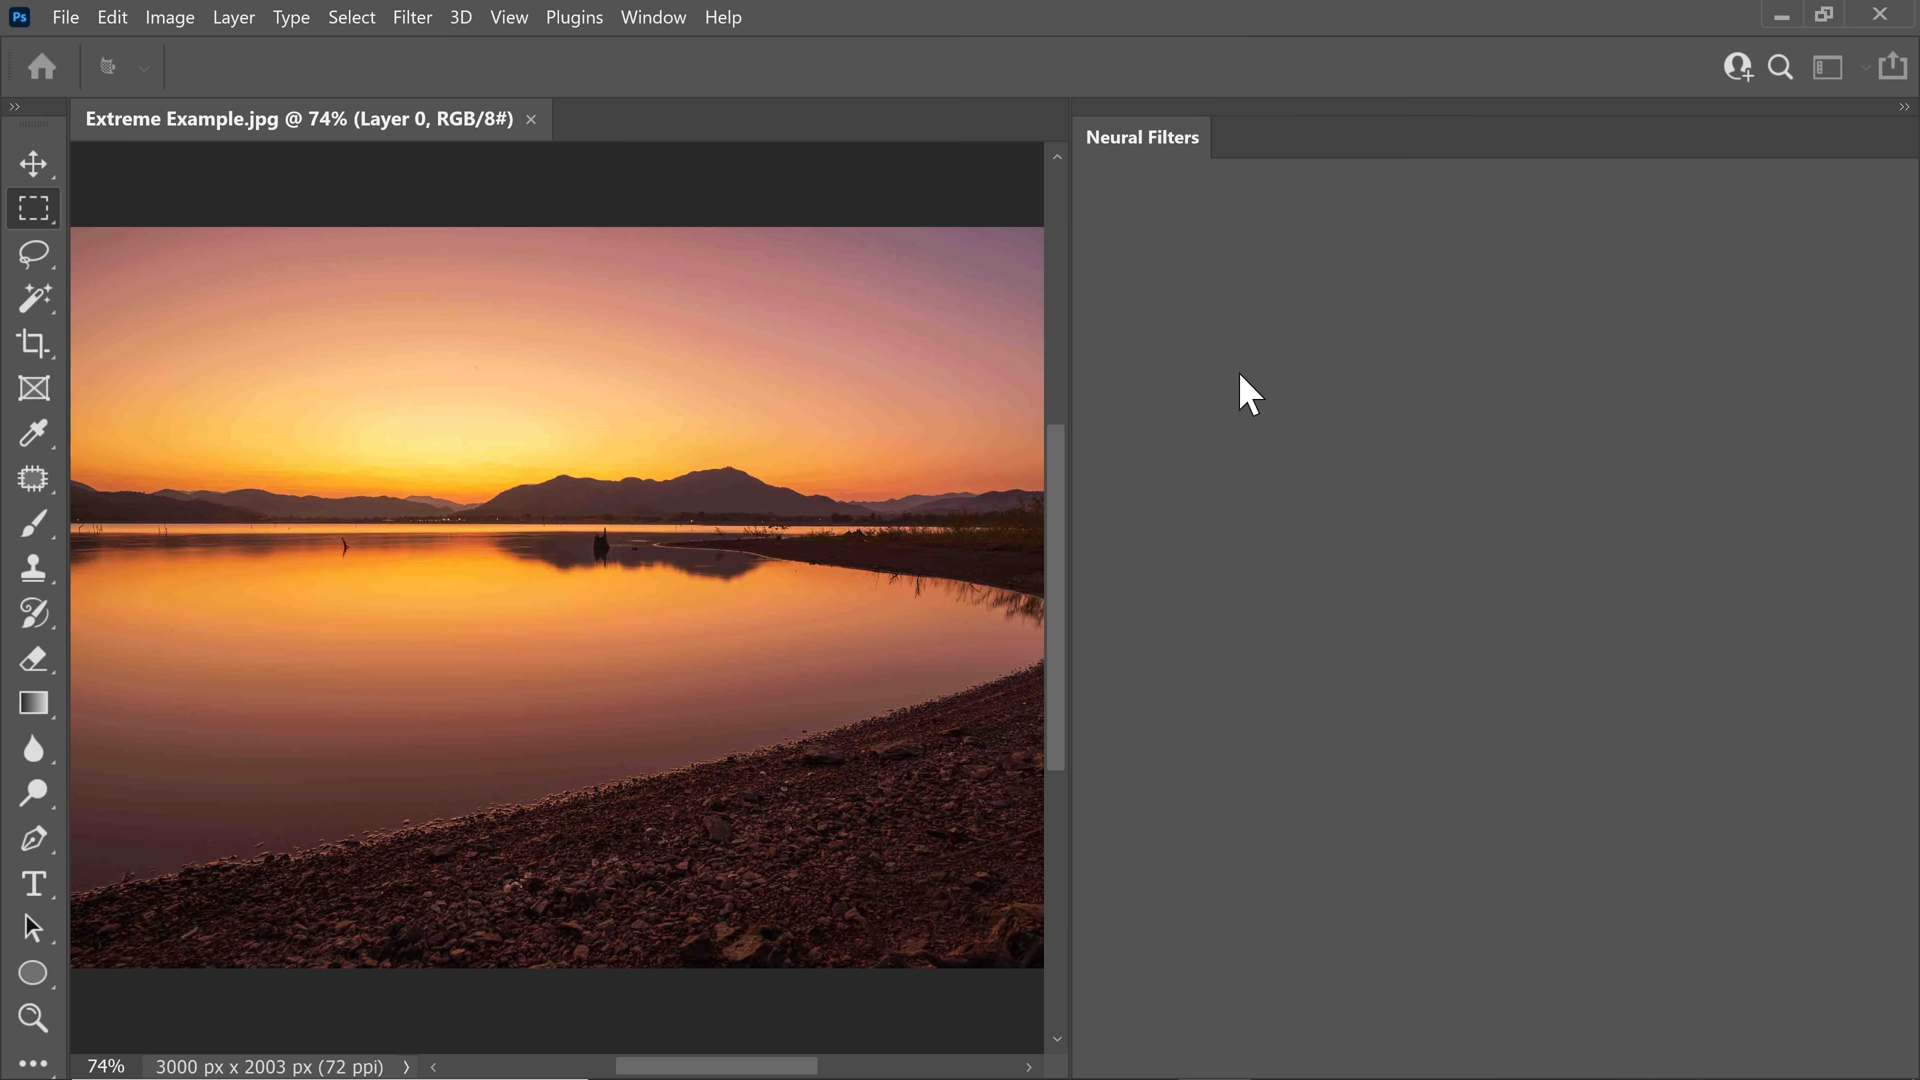 Ps File Edit Image Layer Type Select Filter 3D View Plugins Window Help
Extreme Example.jpg @ 74% (Layer 0, RGB/8#) ×
Neural Filters
T
74% 3000 px x 2003 px (72 ppi)